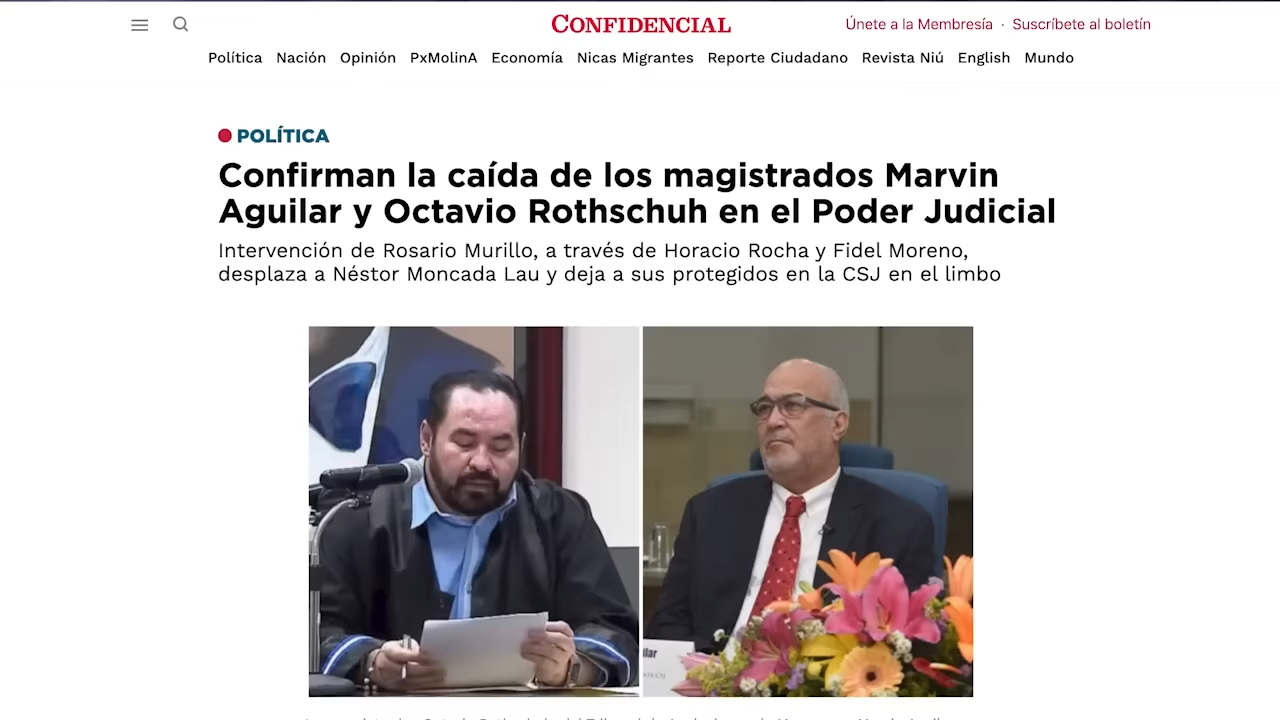 CONFIDENCIAL
Únete a la Membresía · Suscríbete al boletín
Política Nación Opinión PxMolinA Economía Nicas Migrantes Reporte Ciudadano Revista Niú English Mundo
POLÍTICA
Confirman la caída de los magistrados Marvin
Aguilar y Octavio Rothschuh en el Poder Judicial
Intervención de Rosario Murillo, a través de Horacio Rocha y Fidel Moreno,
desplaza a Néstor Moncada Lau y deja a sus protegidos en la CSJ en el limbo